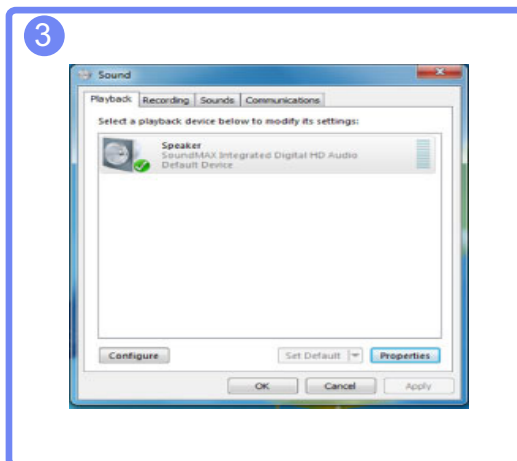 3
Sound
Playback Recording Sounds Communications
Select a playback device below to modify its settings:
Speaker
SoundMAX Integrated Digital HD Audio
Default Device
Configure Set Default Properties
OK Cancel Apply